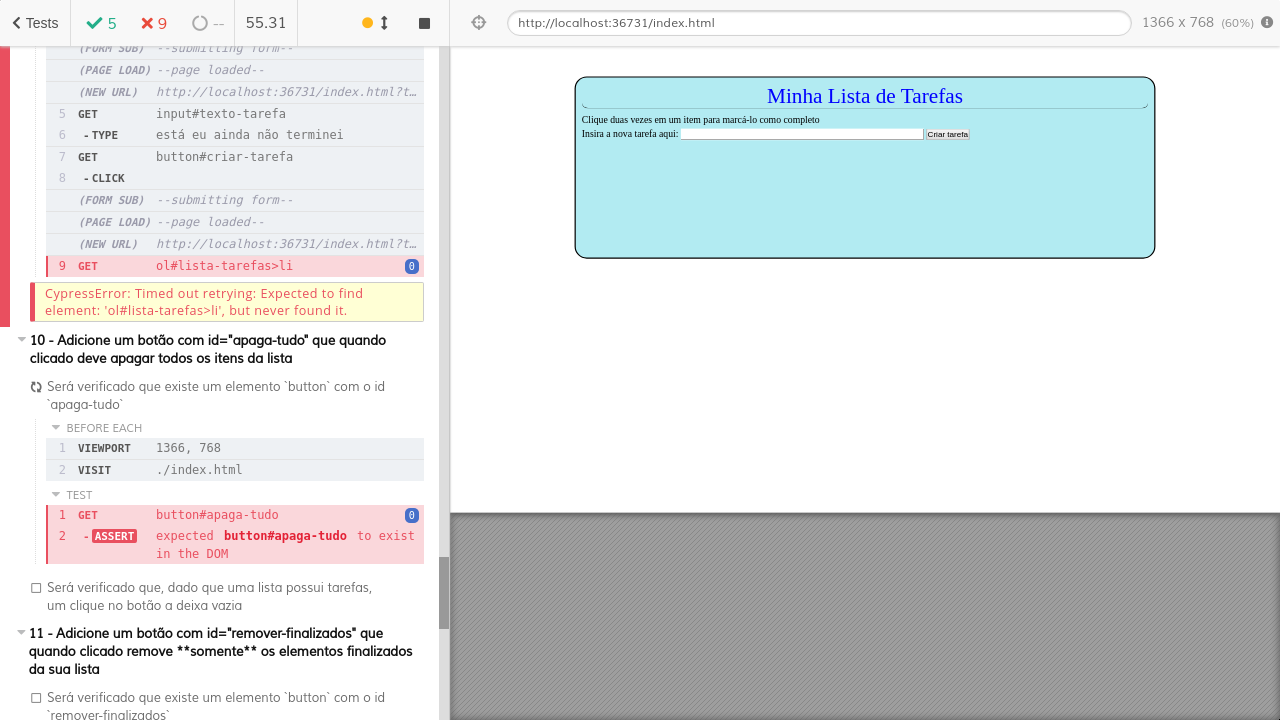 Tests 5 9 -- 55.31
(FORM SUB) --submitting form--
(PAGE LOAD) --page loaded--
(NEW URL) http://localhost:36731/index.html?t…
5 GET input#texto-tarefa
6 -TYPE está eu ainda não terminei
7 GET button#criar-tarefa
8 -CLICK
(FORM SUB) --submitting form--
(PAGE LOAD) --page loaded--
(NEW URL) http://localhost:36731/index.html?t…
9 GET ol#lista-tarefas>li 0
CypressError: Timed out retrying: Expected to find
element: 'ol#lista-tarefas>li', but never found it.
10 - Adicione um botão com id="apaga-tudo" que quando
clicado deve apagar todos os itens da lista
Será verificado que existe um elemento `button` com o id
`apaga-tudo`
BEFORE EACH
1 VIEWPORT 1366, 768
2 VISIT ./index.html
TEST
1 GET button#apaga-tudo 0
2 -ASSERT expected button#apaga-tudo to exist
in the DOM
Será verificado que, dado que uma lista possui tarefas,
um clique no botão a deixa vazia
11 - Adicione um botão com id="remover-finalizados" que
quando clicado remove **somente** os elementos finalizados
da sua lista
Será verificado que existe um elemento `button` com o id
`remover-finalizados`
http://localhost:36731/index.html
1366 x 768 (60%)
Minha Lista de Tarefas
Clique duas vezes em um item para marcá-lo como completo
Insira a nova tarefa aqui: Criar tarefa